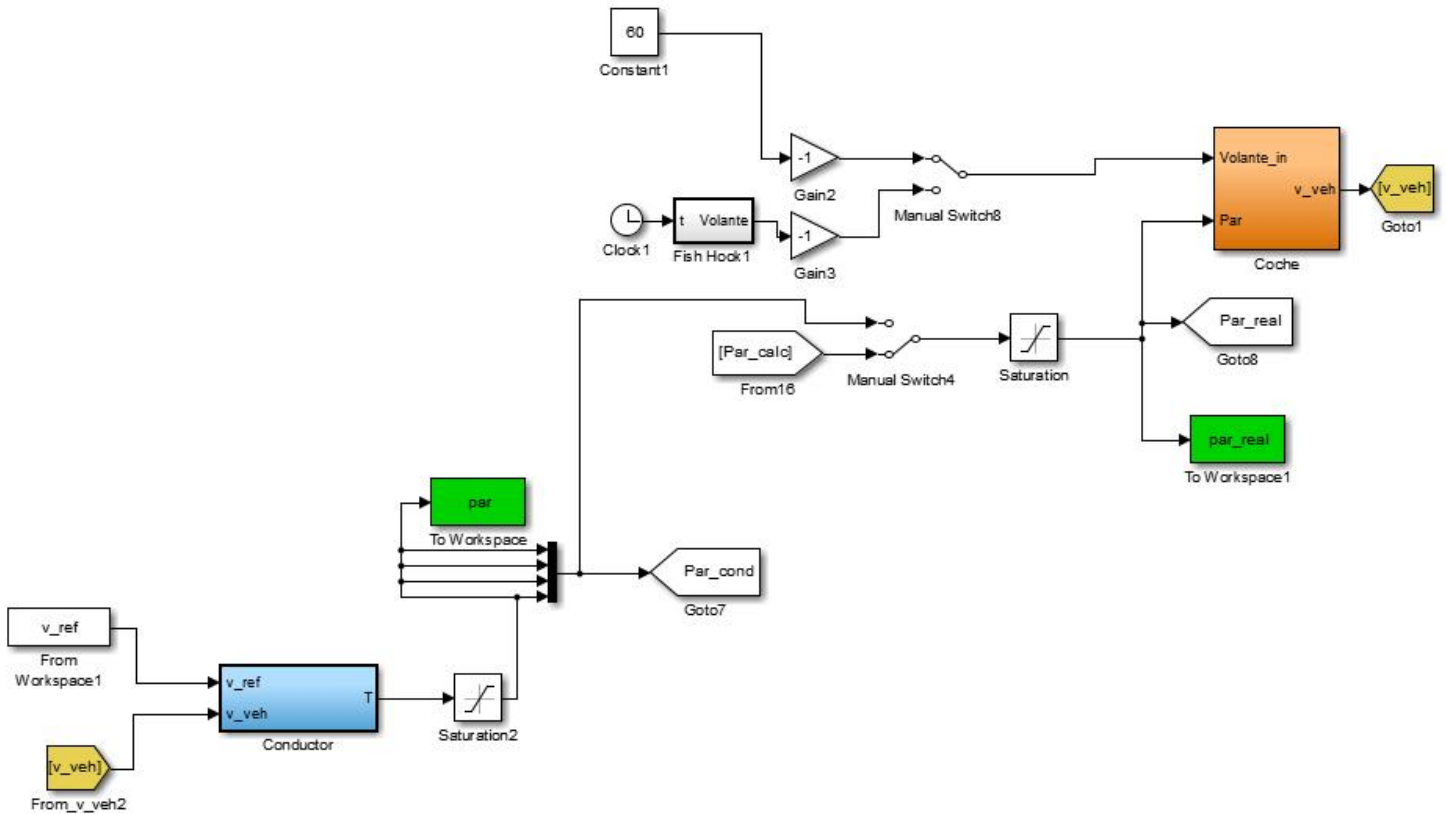 60
Constant1
-1
Gain2
Manual Switch8
Volante_in
v_veh
Par
Coche
[v_veh]
Goto1
Clock1
t Volante
Fish Hook1
-1
Gain3
[Par_calc]
From16
Manual Switch4
Saturation
Par_real
Goto8
par_real
To Workspace1
par
To Workspace
Par_cond
Goto7
v_ref
From
Workspace1
v_ref
T
v_veh
Conductor
Saturation2
[v_veh]
From_v_veh2